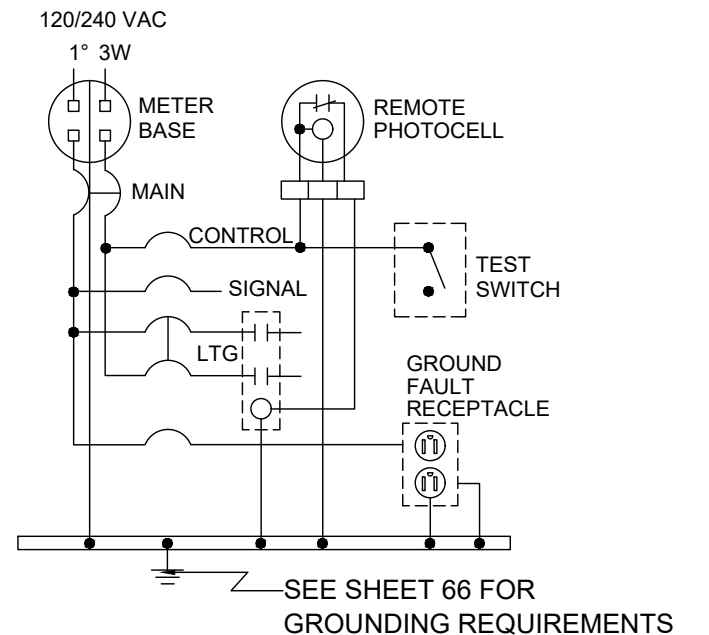 120/240 VAC
1° 3W
METER
BASE
REMOTE
PHOTOCELL
MAIN
CONTROL
TEST
SWITCH
SIGNAL
LTG
GROUND
FAULT
RECEPTACLE
SEE SHEET 66 FOR
GROUNDING REQUIREMENTS